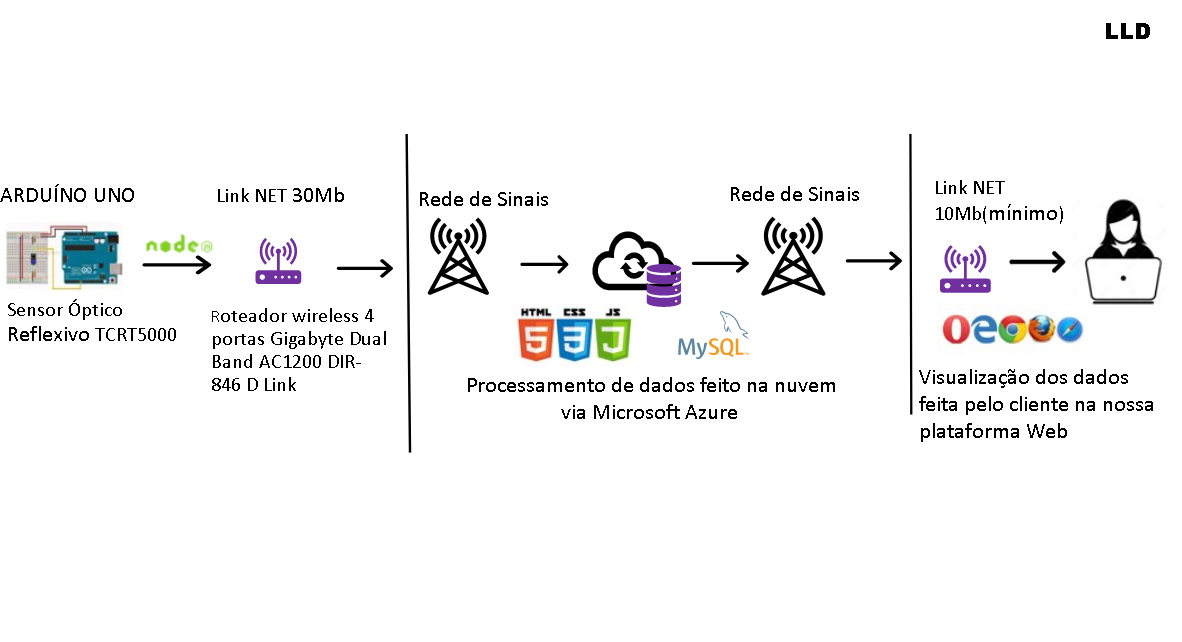 LLD
ARDUÍNO UNO
node JS
Sensor Óptico
Reflexivo TCRT5000
Link NET 30Mb
Roteador wireless 4
portas Gigabyte Dual
Band AC1200 DIR-
846 D Link
Rede de Sinais
HTML CSS JS
5 3 J
MySQL
Rede de Sinais
Processamento de dados feito na nuvem
via Microsoft Azure
Link NET
10Mb(mínimo)
Visualização dos dados
feita pelo cliente na nossa
plataforma Web